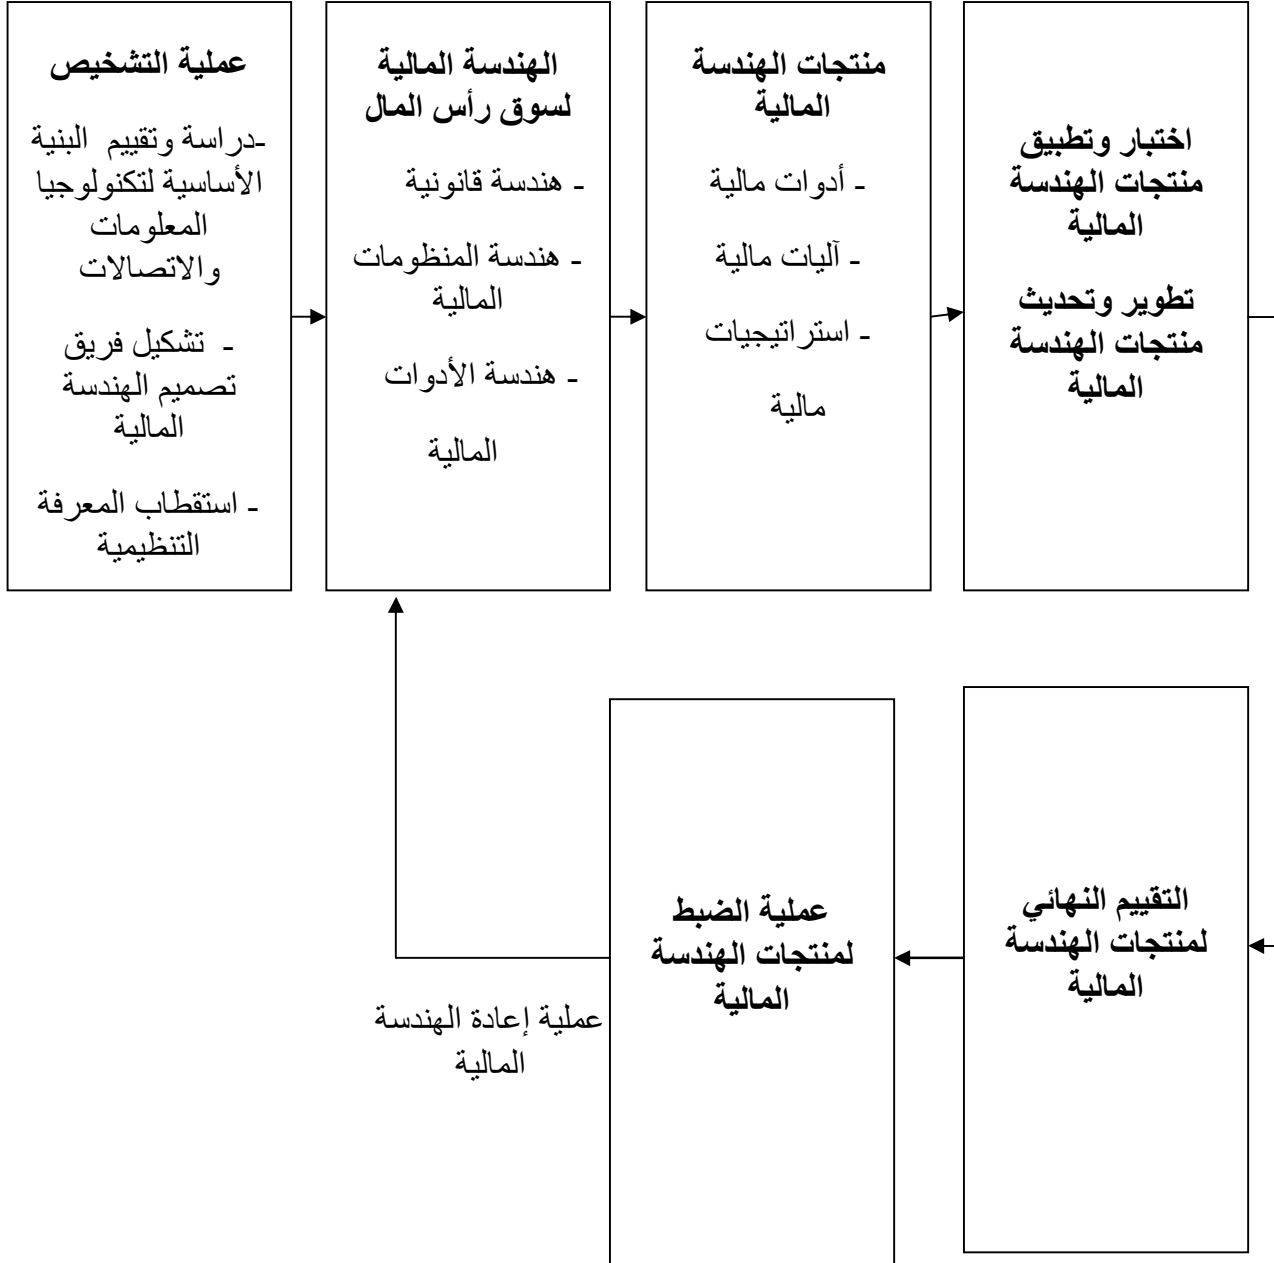 عملية التشخيص
-دراسة وتقييم البنية
الأساسية لتكنولوجيا
المعلومات
والاتصالات
- تشكيل فريق
تصميم الهندسة
المالية
- استقطاب المعرفة
التنظيمية
الهندسة المالية
لسوق رأس المال
- هندسة قانونية
- هندسة المنظومات
المالية
- هندسة الأدوات
المالية
منتجات الهندسة
المالية
- أدوات مالية
- آليات مالية
- استراتيجيات
مالية
اختبار وتطبيق
منتجات الهندسة
المالية
تطوير وتحديث
منتجات الهندسة
المالية
التقييم النهائي
لمنتجات الهندسة
المالية
عملية الضبط
لمنتجات الهندسة
المالية
عملية إعادة الهندسة
المالية